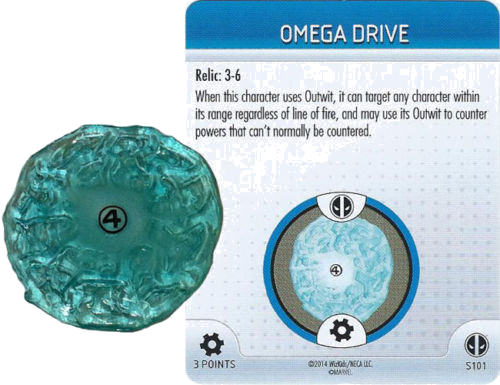 OMEGA DRIVE
Relic: 3-6
When this character uses Outwit, it can target any character within
its range regardless of line of fire, and may use its Outwit to counter
powers that can't normally be countered.
4
4
3 POINTS
©2014 WizKids/NECA LLC.
©MARVEL
S101